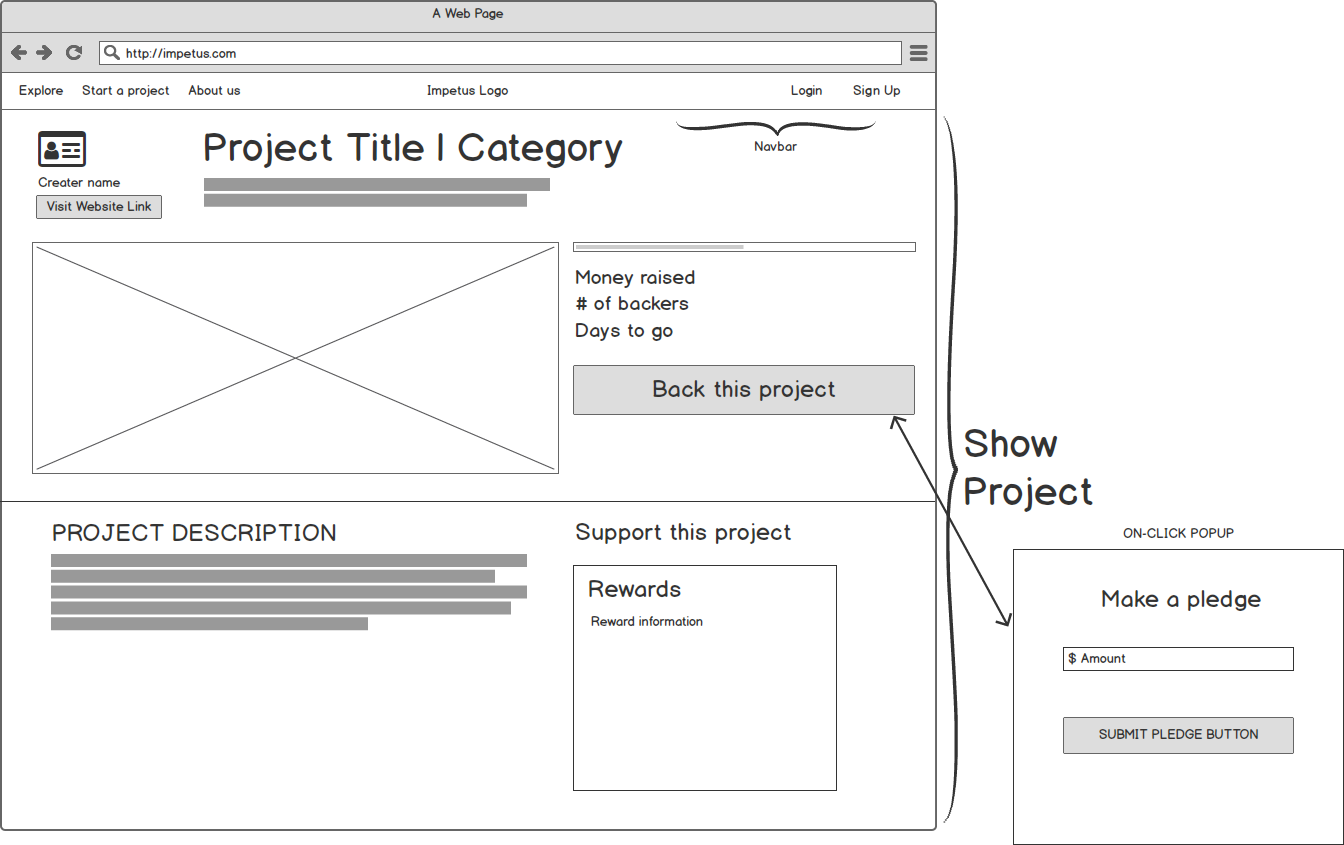 A Web Page
http://impetus.com
Explore Start a project About us Impetus Logo Login Sign Up
Navbar
Project Title | Category
Creater name
Visit Website Link
Money raised
# of backers
Days to go
Back this project
Show
Project
PROJECT DESCRIPTION
Support this project
Rewards
Reward information
ON-CLICK POPUP
Make a pledge
$ Amount
SUBMIT PLEDGE BUTTON